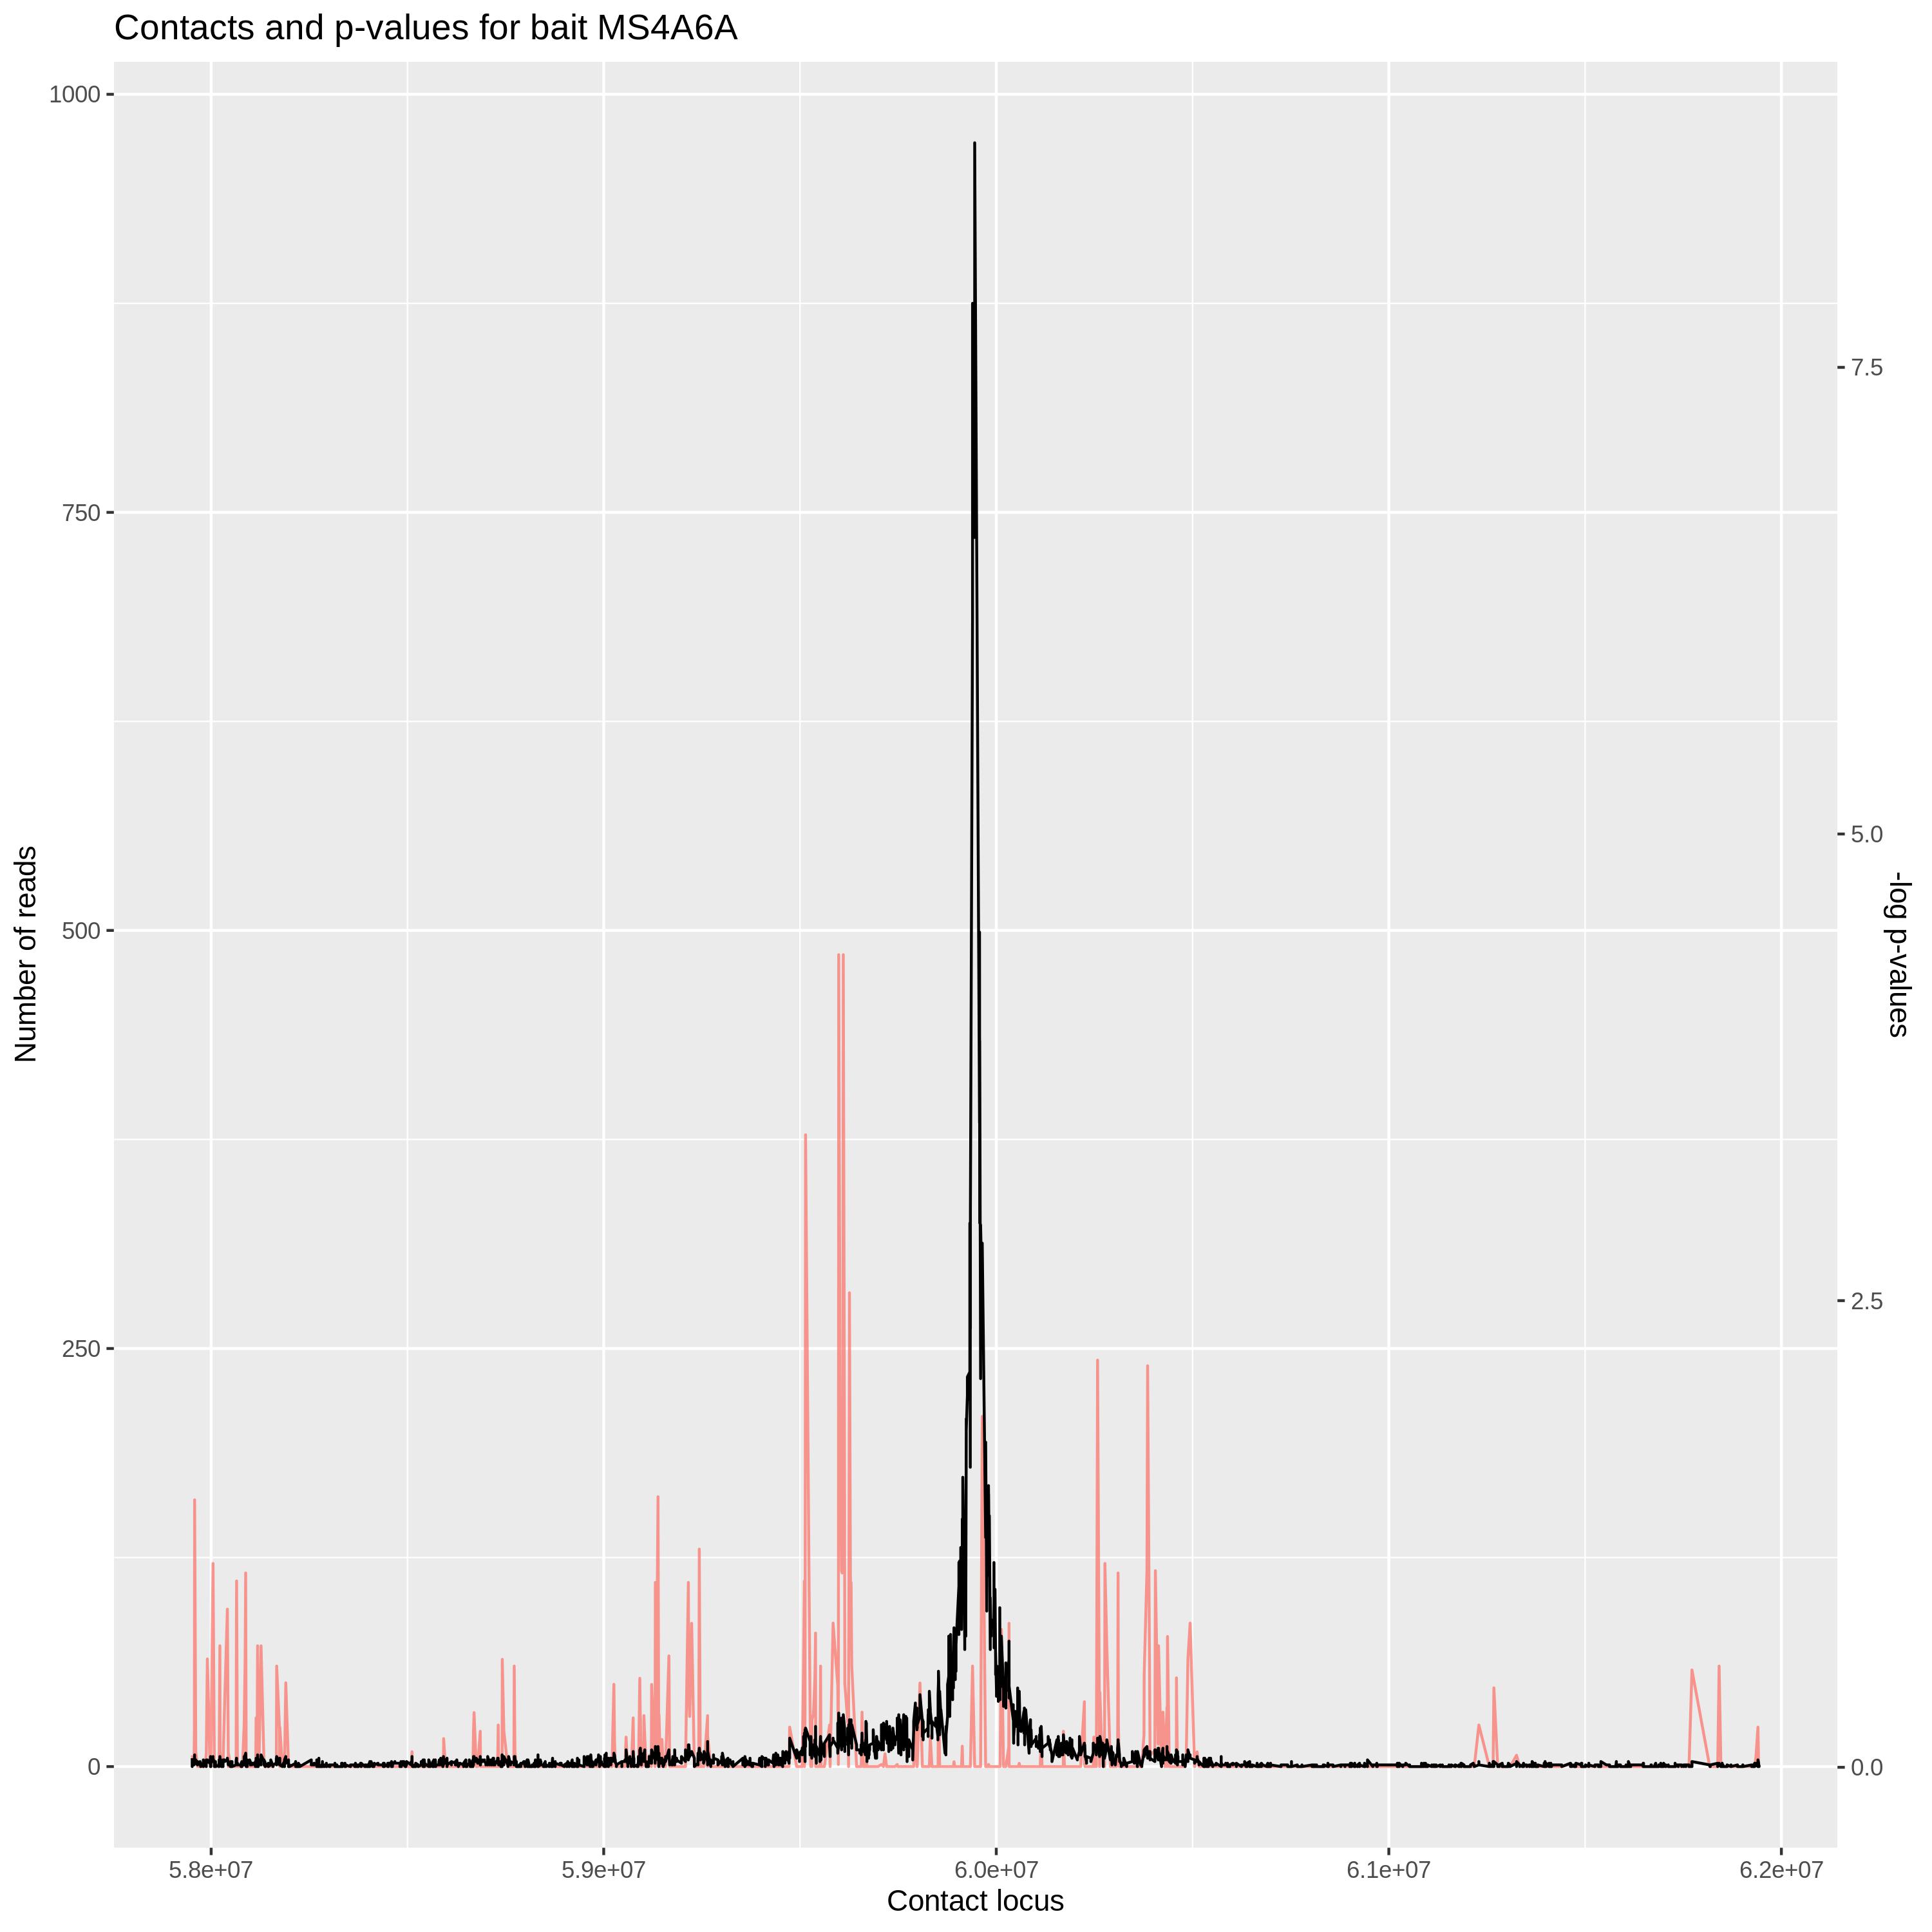 Contacts and p-values for bait MS4A6A
1000
750
500
250
0
Number of reads
7.5
5.0
2.5
0.0
-log p-values
5.8e+07
5.9e+07
6.0e+07
6.1e+07
6.2e+07
Contact locus